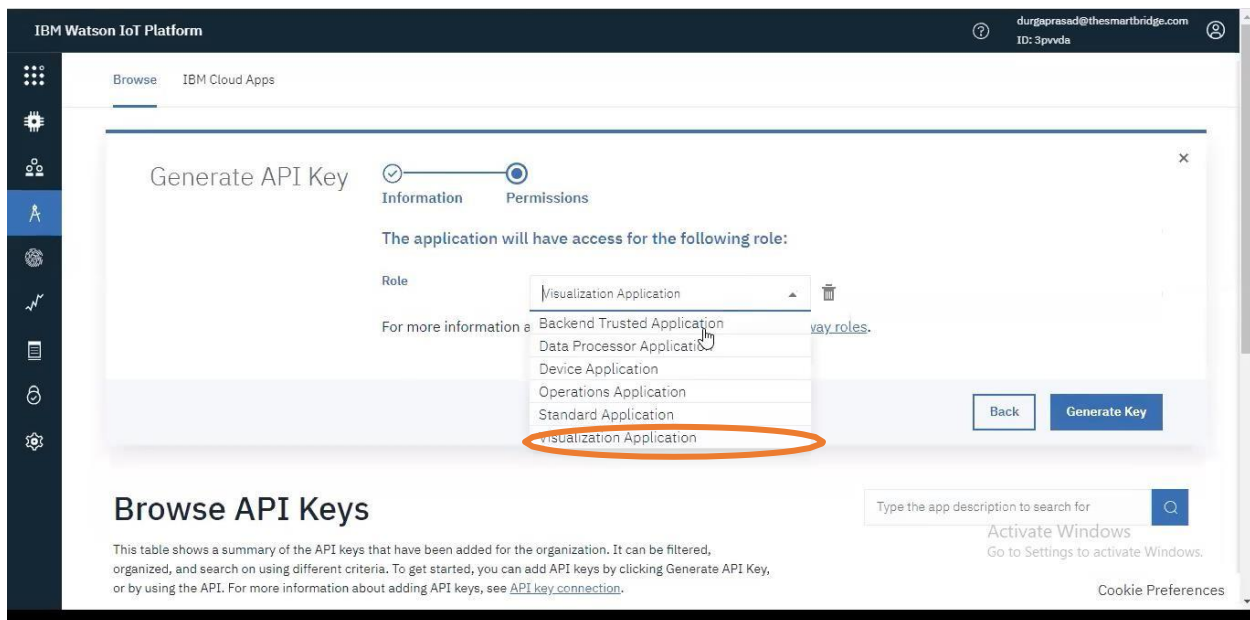 IBM Watson IoT Platform
durgaprasad@thesmartbridge.com
ID: 3pvvda
Browse IBM Cloud Apps
Generate API Key
Information Permissions
The application will have access for the following role:
Role
Visualization Application
For more information a way roles.
Backend Trusted Application
Data Processor Application
Device Application
Operations Application
Standard Application
Visualization Application
Back Generate Key
Browse API Keys
Type the app description to search for
This table shows a summary of the API keys that have been added for the organization. It can be filtered,
organized, and search on using different criteria. To get started, you can add API keys by clicking Generate API Key,
or by using the API. For more information about adding API keys, see API key connection.
Activate Windows
Go to Settings to activate Windows.
Cookie Preferences